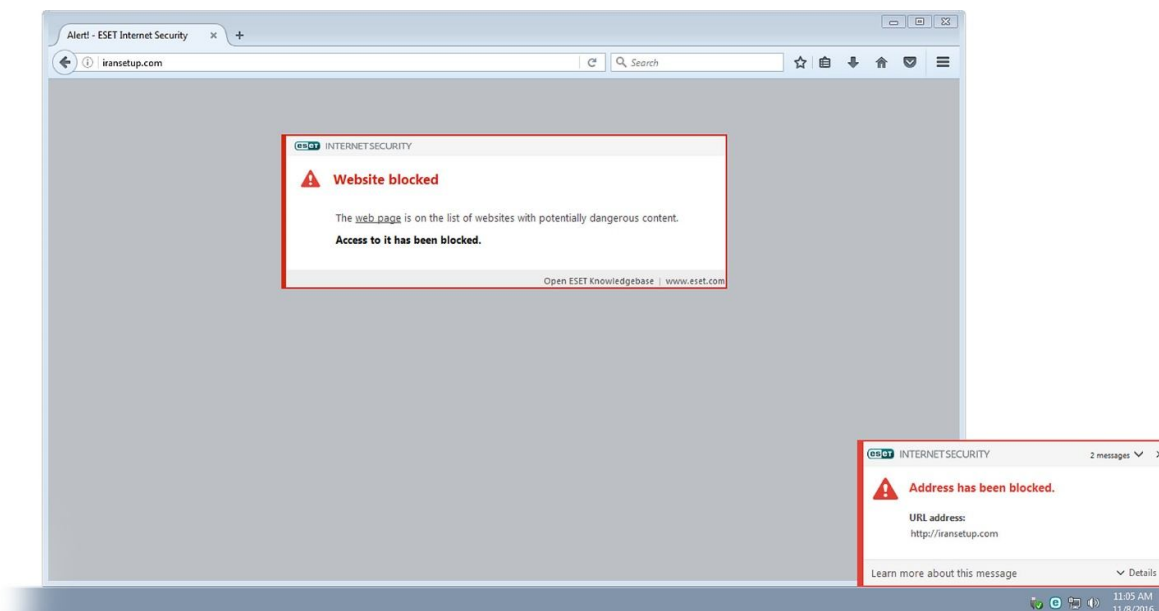 Alert! - ESET Internet Security
iransetup.com
Search
eset INTERNET SECURITY
Website blocked
The web page is on the list of websites with potentially dangerous content.
Access to it has been blocked.
Open ESET Knowledgebase | www.eset.com
eset INTERNET SECURITY
2 messages
Address has been blocked.
URL address:
http://iransetup.com
Learn more about this message
Details
11:05 AM
11/8/2016